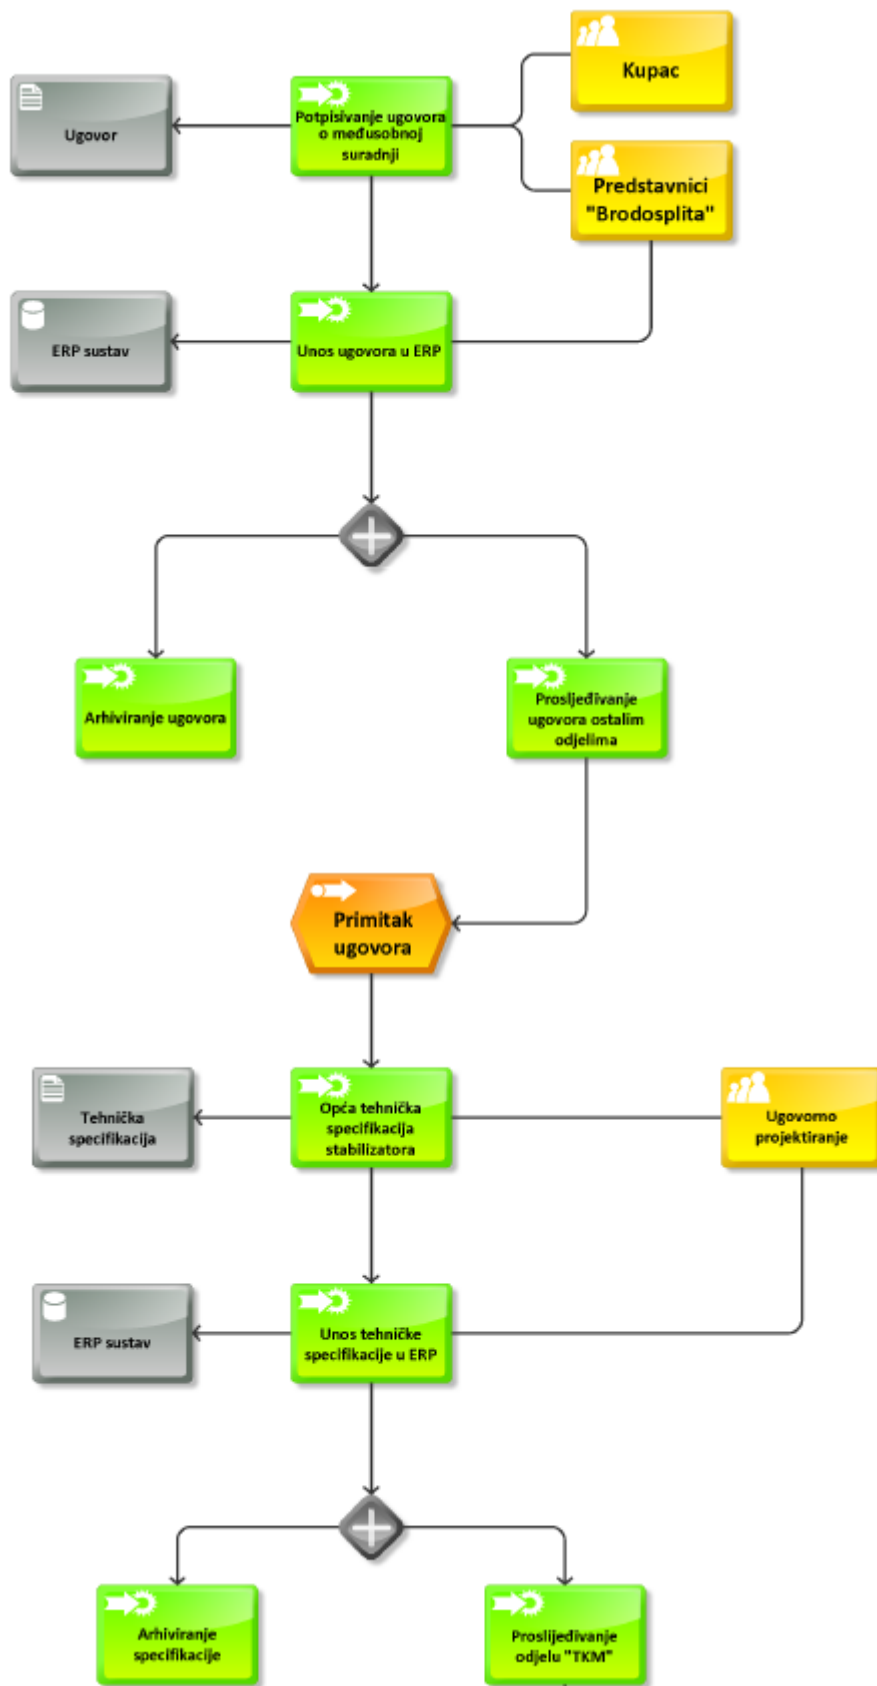 Kupac
Ugovor
Potpisivanje ugovora
o međusobnoj
suradnji
Predstavnici
"Brodosplita"
ERP sustav
Unos ugovora u ERP
Arhiviranje ugovora
Prosljeđivanje
ugovora ostalim
odjelima
Primitak
ugovora
Tehnička
specifikacija
Opća tehnička
specifikacija
stabilizatora
Ugovorno
projektiranje
ERP sustav
Unos tehničke
specifikacije u ERP
Arhiviranje
specifikacije
Proslijeđivanje
odjelu "TKM"